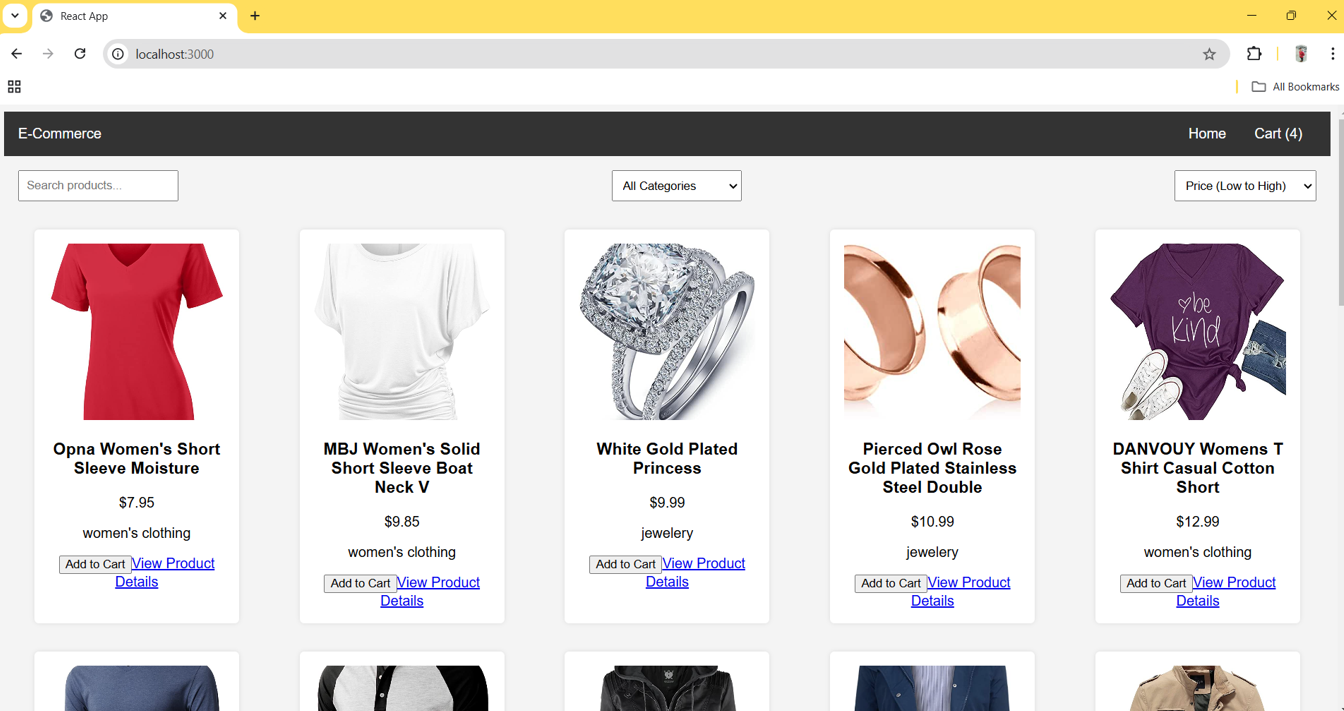 React App
localhost:3000
All Bookmarks
E-Commerce
Home
Cart (4)
Search products...
All Categories
Price (Low to High)
be
kind
Opna Women's Short
Sleeve Moisture
$7.95
women's clothing
Add to Cart View Product
Details
MBJ Women's Solid
Short Sleeve Boat
Neck V
$9.85
women's clothing
Add to Cart View Product
Details
White Gold Plated
Princess
$9.99
jewelery
Add to Cart View Product
Details
Pierced Owl Rose
Gold Plated Stainless
Steel Double
$10.99
jewelery
Add to Cart View Product
Details
DANVOUY Womens T
Shirt Casual Cotton
Short
$12.99
women's clothing
Add to Cart View Product
Details